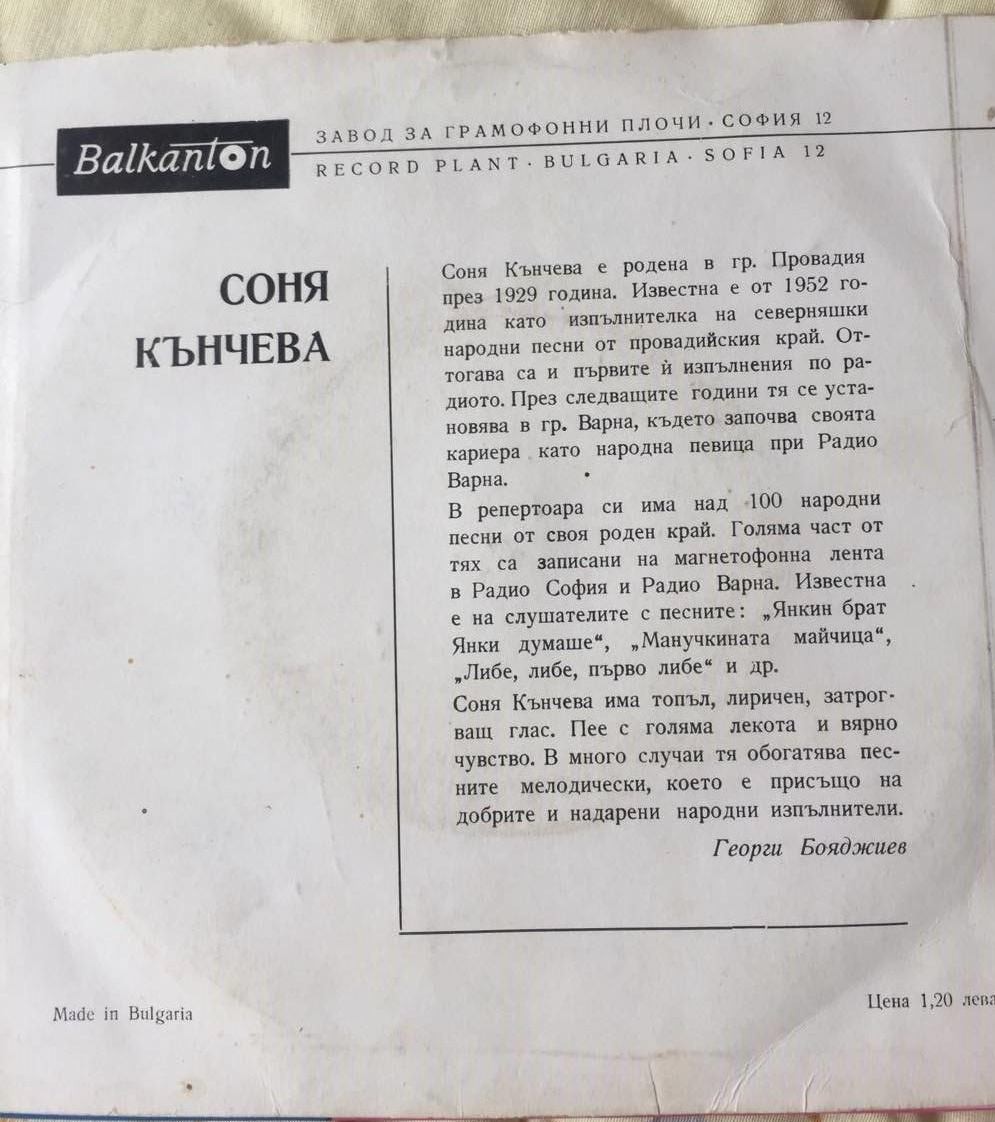 Balkanton
ЗАВОД ЗА ГРАМОФОННИ ПЛОЧИ · СОФИЯ 12
RECORD PLANT · BULGARIA · SOFIA 12
СОНЯ
КЪНЧЕВА
Соня Кънчева е родена в гр. Провадия
през 1929 година. Известна е от 1952 го-
дина като изпълнителка на северняшки
народни песни от провадийския край. От-
тогава са и първите ѝ изпълнения по ра-
диото. През следващите години тя се уста-
новява в гр. Варна, където започва своята
кариера като народна певица при Радио
Варна.
В репертоара си има над 100 народни
песни от своя роден край. Голяма част от
тях са записани на магнетофонна лента
в Радио София и Радио Варна. Известна
е на слушателите с песните: „Янкин брат
Янки думаше“, „Манучкината майчица“,
„Либе, либе, първо либе“ и др.
Соня Кънчева има топъл, лиричен, затрог-
ващ глас. Пее с голяма лекота и вярно
чувство. В много случаи тя обогатява пес-
ните мелодически, което е присъщо на
добрите и надарени народни изпълнители.
Георги Бояджиев
Made in Bulgaria
Цена 1,20 лева